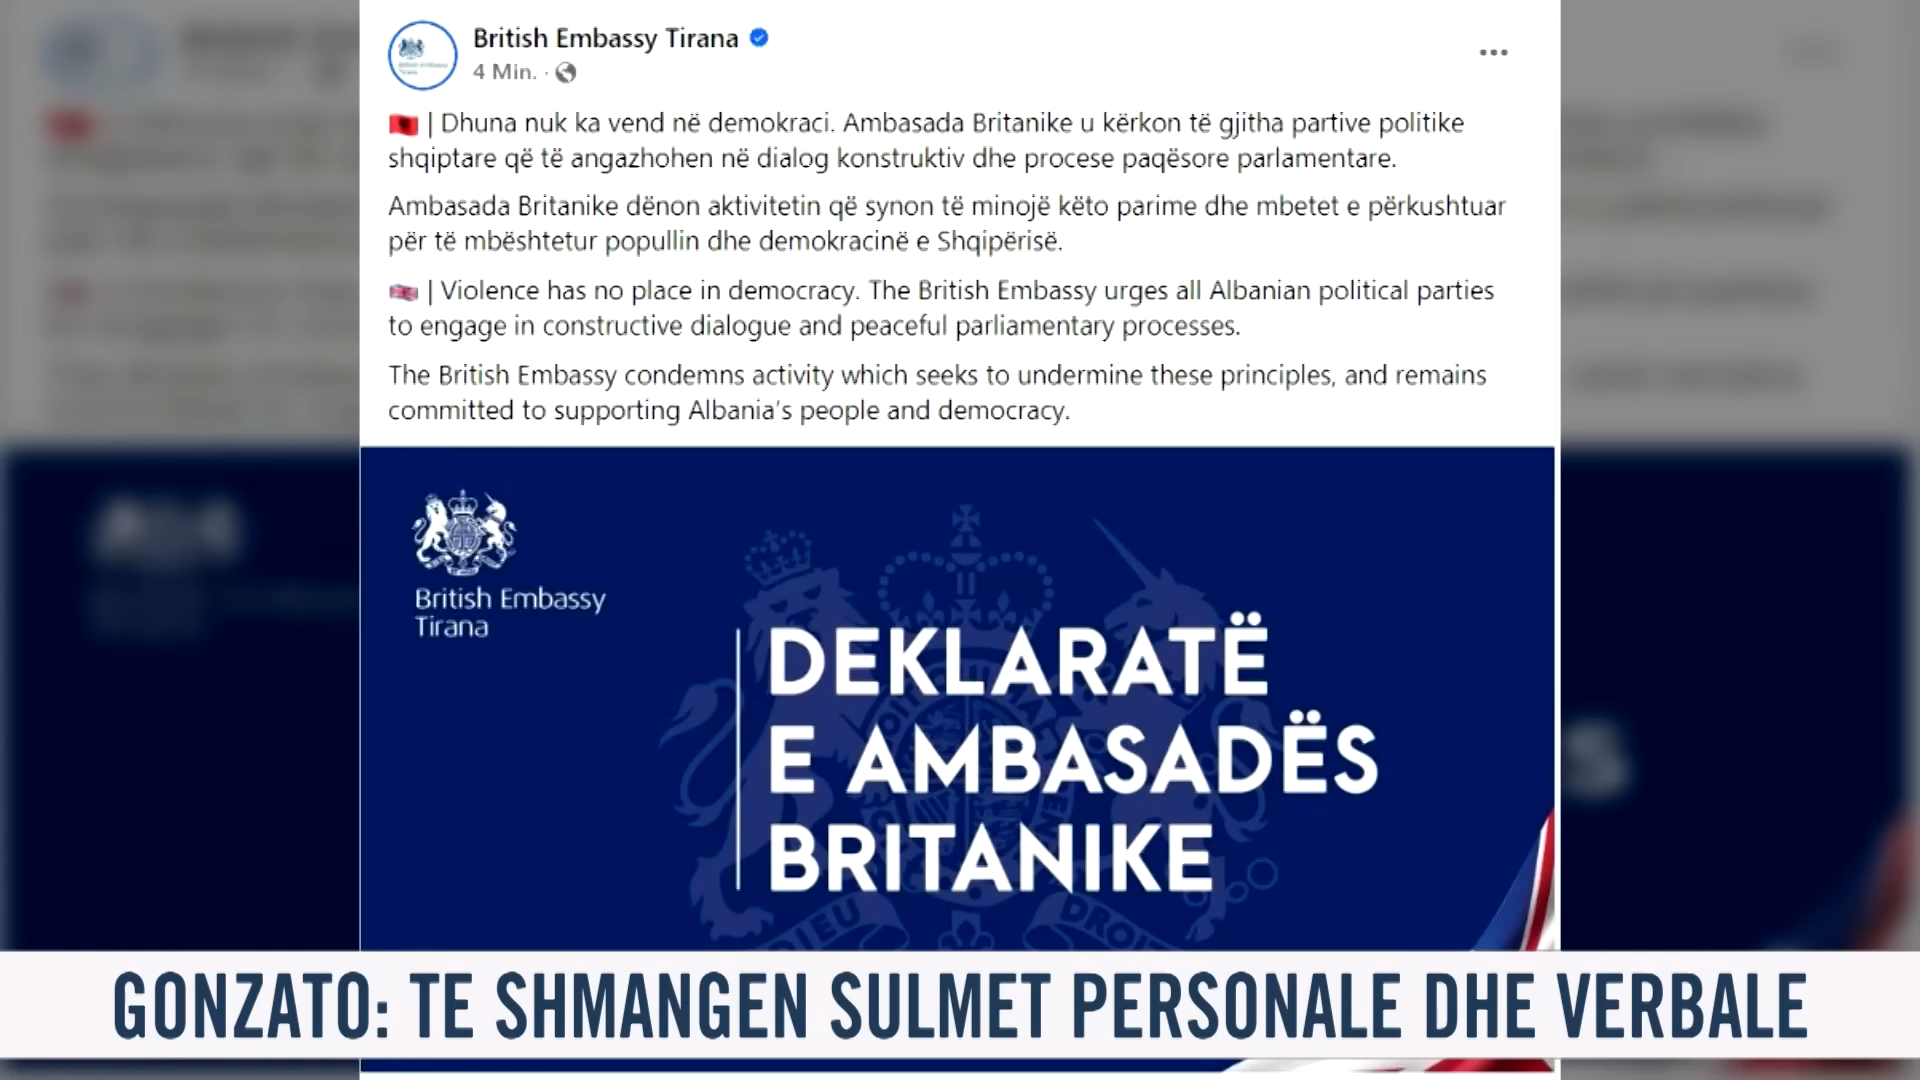 British Embassy Tirana
4 Min. ·
| Dhuna nuk ka vend në demokraci. Ambasada Britanike u kërkon të gjitha partive politike
shqiptare që të angazhohen në dialog konstruktiv dhe procese paqësore parlamentare.
Ambasada Britanike dënon aktivitetin që synon të minojë këto parime dhe mbetet e përkushtuar
për të mbështetur popullin dhe demokracinë e Shqipërisë.
| Violence has no place in democracy. The British Embassy urges all Albanian political parties
to engage in constructive dialogue and peaceful parliamentary processes.
The British Embassy condemns activity which seeks to undermine these principles, and remains
committed to supporting Albania's people and democracy.
British Embassy
Tirana
DEKLARATË
E AMBASADËS
BRITANIKE
DIEU
DROIT
GONZATO: TE SHMANGEN SULMET PERSONALE DHE VERBALE